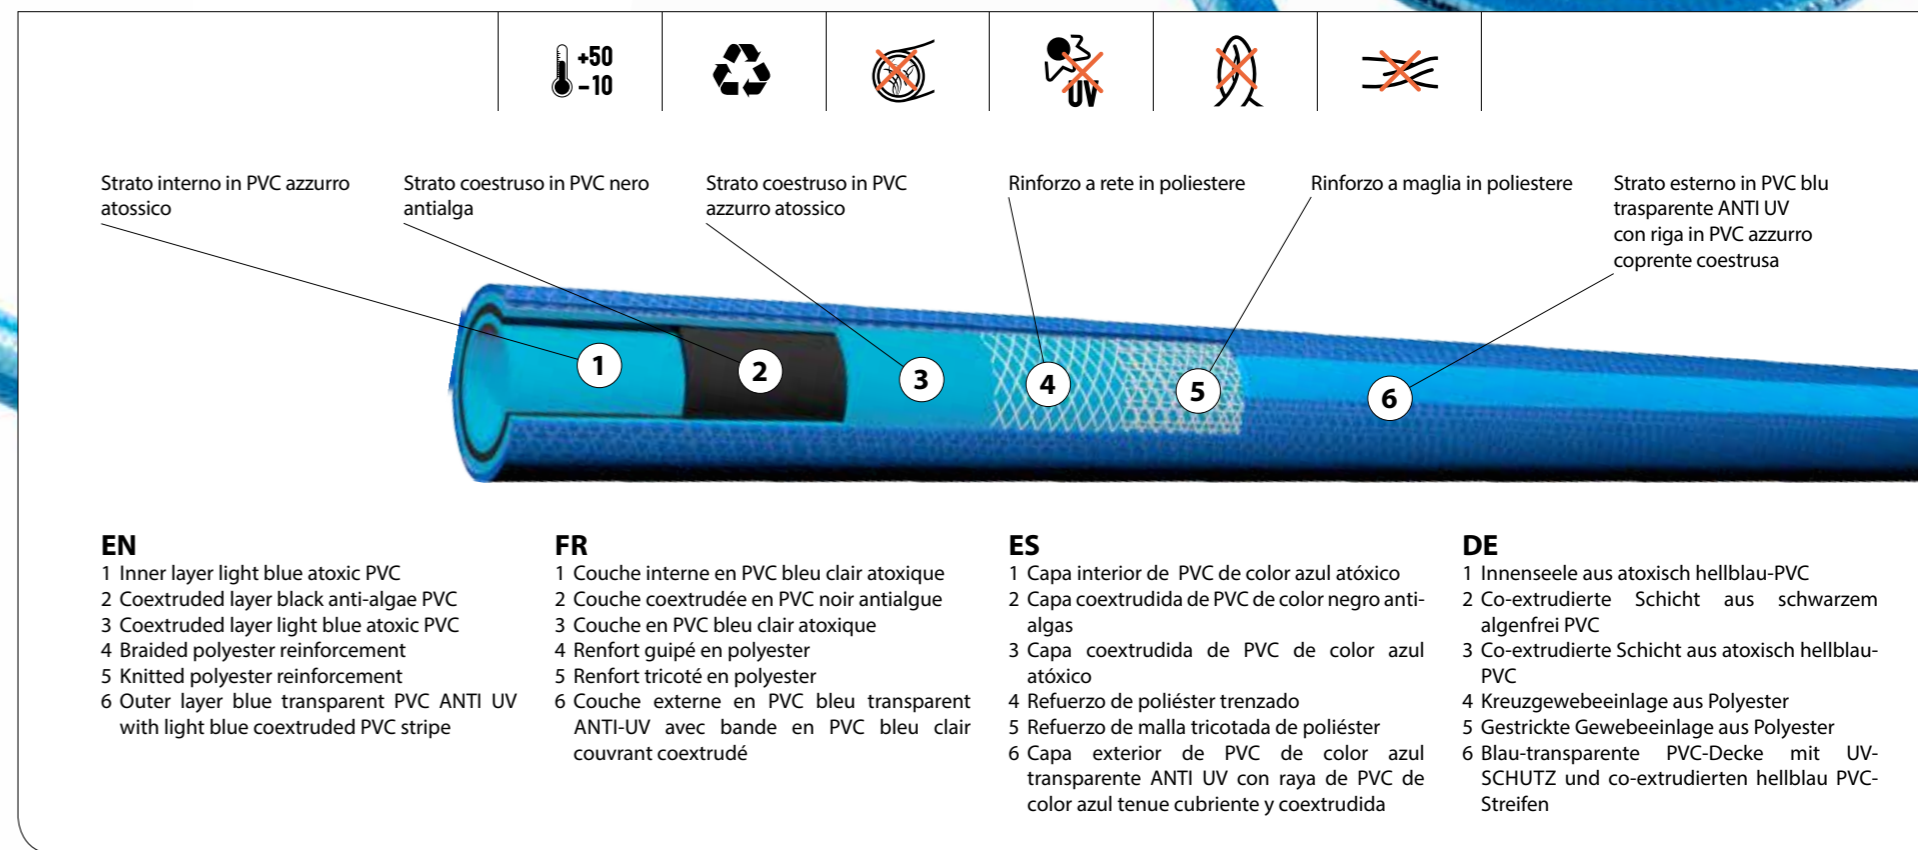 +50
-10
UV
Strato interno in PVC azzurro
atossico
Strato coestruso in PVC nero
antialga
Strato coestruso in PVC
azzurro atossico
Rinforzo a rete in poliestere
Rinforzo a maglia in poliestere
Strato esterno in PVC blu
trasparente ANTI UV
con riga in PVC azzurro
coprente coestrusa
1
2
3
4
5
6
EN
1 Inner layer light blue atoxic PVC
2 Coextruded layer black anti-algae PVC
3 Coextruded layer light blue atoxic PVC
4 Braided polyester reinforcement
5 Knitted polyester reinforcement
6 Outer layer blue transparent PVC ANTI UV
with light blue coextruded PVC stripe
FR
1 Couche interne en PVC bleu clair atoxique
2 Couche coextrudée en PVC noir antialgue
3 Couche en PVC bleu clair atoxique
4 Renfort guipé en polyester
5 Renfort tricoté en polyester
6 Couche externe en PVC bleu transparent
ANTI-UV avec bande en PVC bleu clair
couvrant coextrudé
ES
1 Capa interior de PVC de color azul atóxico
2 Capa coextrudida de PVC de color negro anti-
algas
3 Capa coextrudida de PVC de color azul
atóxico
4 Refuerzo de poliéster trenzado
5 Refuerzo de malla tricotada de poliéster
6 Capa exterior de PVC de color azul
transparente ANTI UV con raya de PVC de
color azul tenue cubriente y coextrudida
DE
1 Innenseele aus atoxisch hellblau-PVC
2 Co-extrudierte Schicht aus schwarzem
algenfrei PVC
3 Co-extrudierte Schicht aus atoxisch hellblau-
PVC
4 Kreuzgewebeeinlage aus Polyester
5 Gestrickte Gewebeeinlage aus Polyester
6 Blau-transparente PVC-Decke mit UV-
SCHUTZ und co-extrudierten hellblau PVC-
Streifen